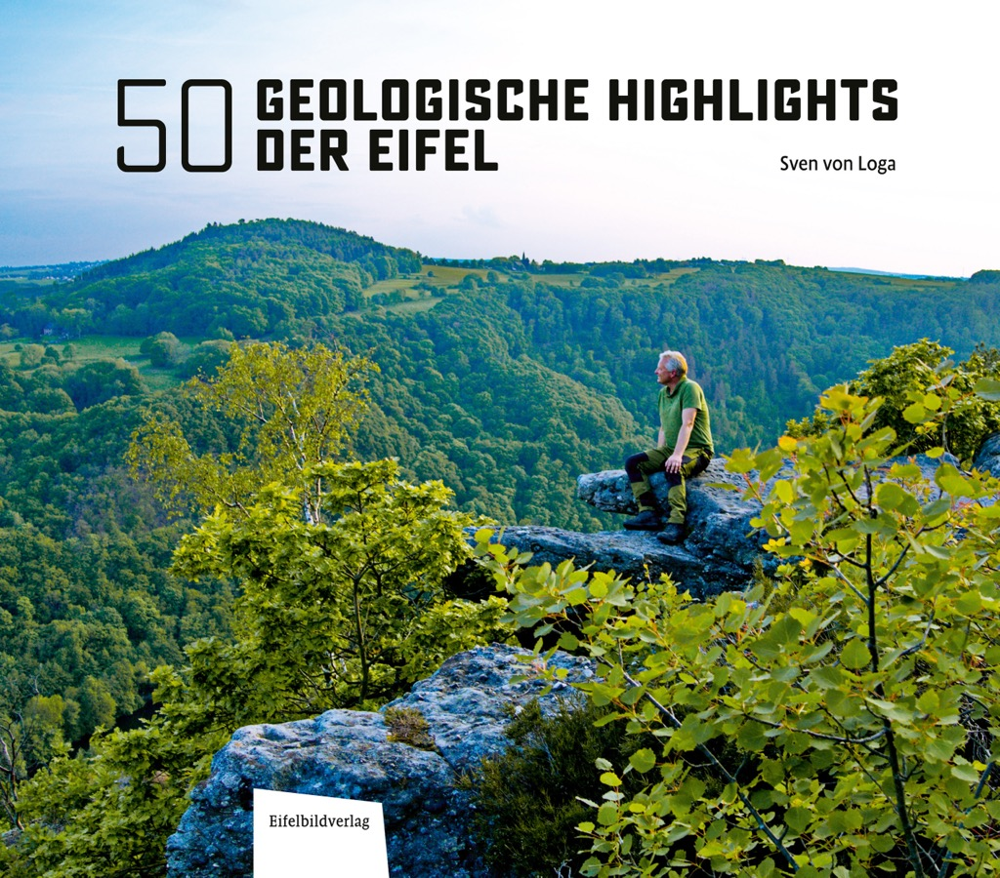 50 GEOLOGISCHE HIGHLIGHTS
DER EIFEL
Sven von Loga
Eifelbildverlag